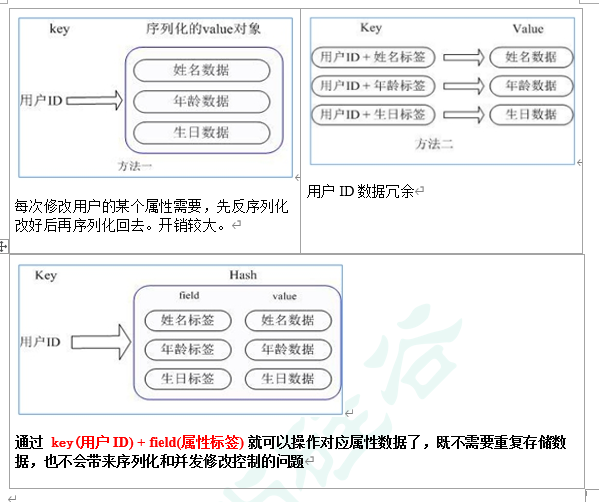 key 序列化的value对象
姓名数据
用户ID 年龄数据
生日数据
方法一
每次修改用户的某个属性需要，先反序列化
改好后再序列化回去。开销较大。
Key Value
用户ID + 姓名标签 姓名数据
用户ID + 年龄标签 年龄数据
用户ID + 生日标签 生日数据
方法二
用户 ID 数据冗余
Key Hash
field value
姓名标签 姓名数据
用户ID 年龄标签 年龄数据
生日标签 生日数据
通过 key(用户 ID) + field(属性标签) 就可以操作对应属性数据了，既不需要重复存储数
据，也不会带来序列化和并发修改控制的问题